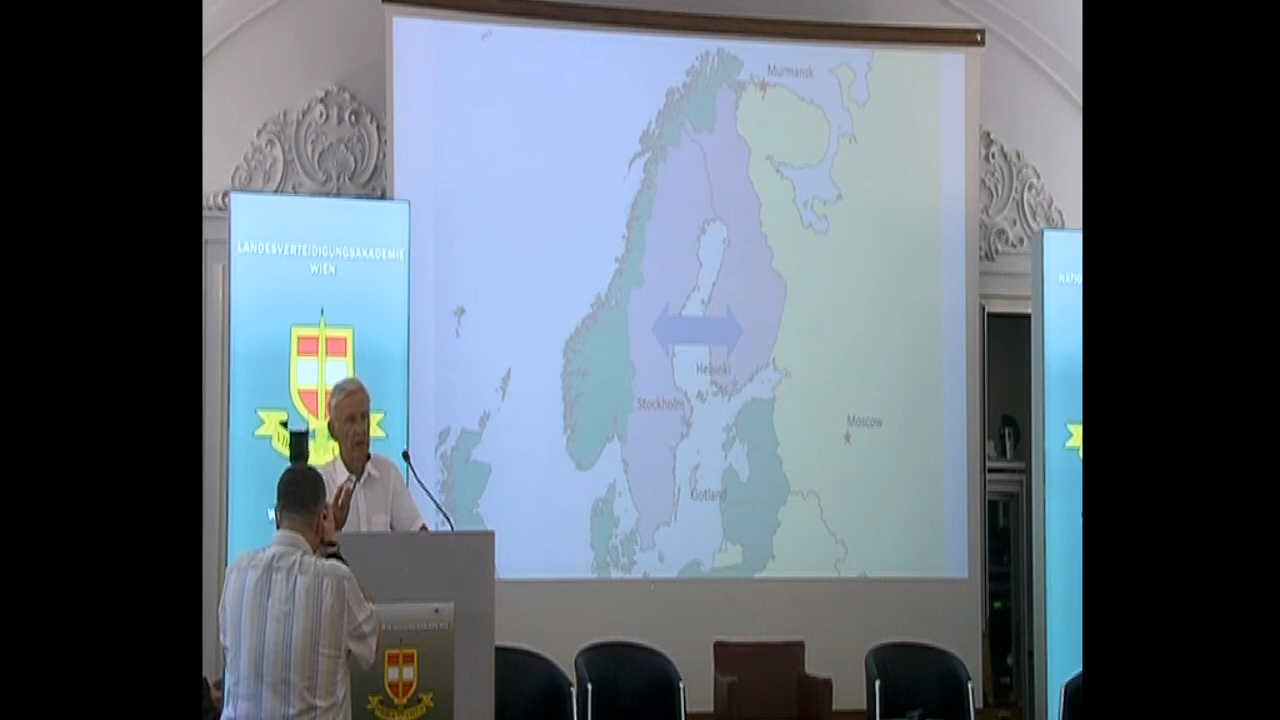 Murmansk
LANDESVERTEIDIGUNGSAKADEMIE
WIEN
Helsinki
Stockholm
Moscow
Gotland